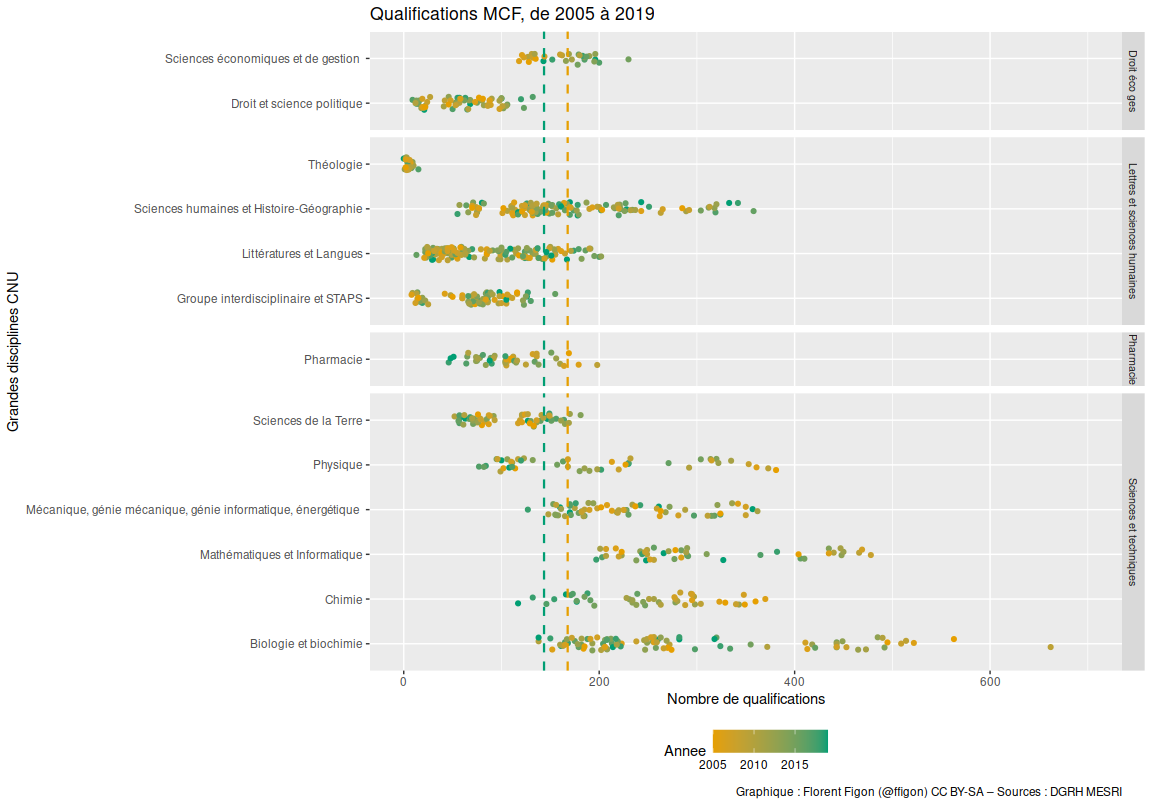 Qualifications MCF, de 2005 à 2019
Grandes disciplines CNU
Sciences économiques et de gestion
Droit et science politique
Droit éco ges
Théologie
Sciences humaines et Histoire-Géographie
Littératures et Langues
Groupe interdisciplinaire et STAPS
Lettres et sciences humaines
Pharmacie
Pharmacie
Sciences de la Terre
Physique
Mécanique, génie mécanique, génie informatique, énergétique
Mathématiques et Informatique
Chimie
Biologie et biochimie
Sciences et techniques
0 200 400 600
Nombre de qualifications
Annee
2005 2010 2015
Graphique : Florent Figon (@ffigon) CC BY-SA – Sources : DGRH MESRI